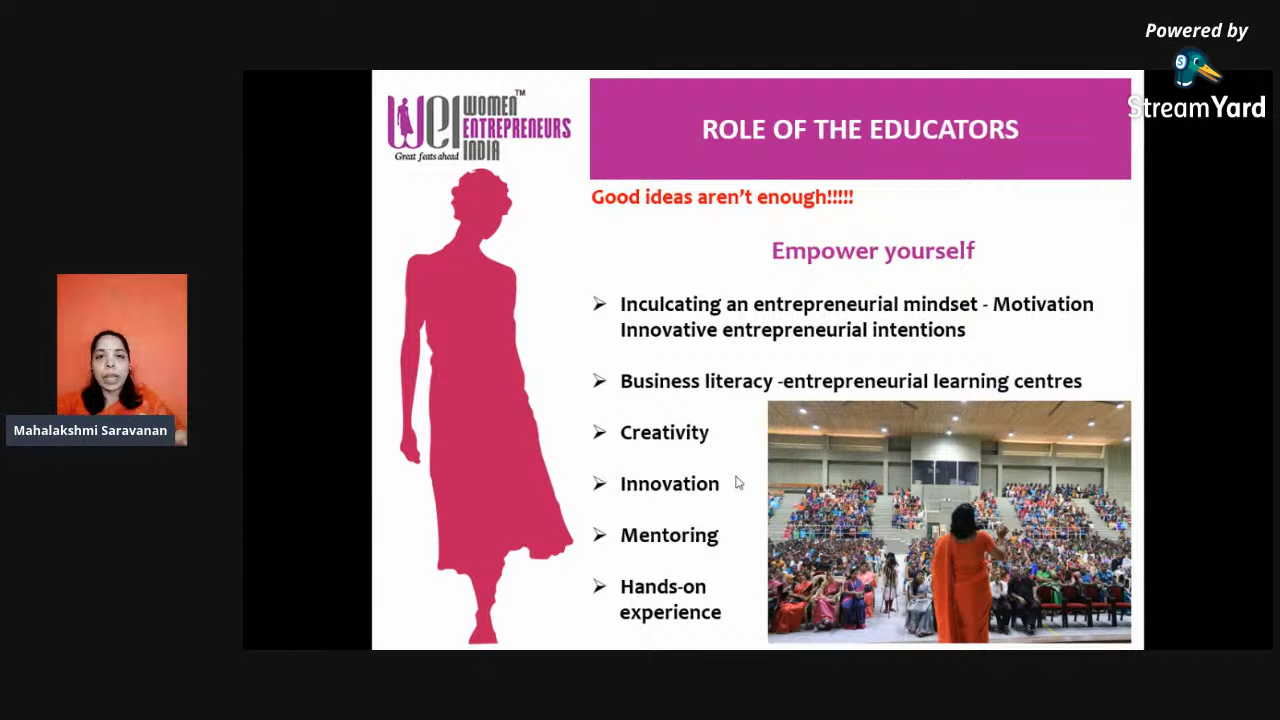 Powered by
StreamYard
WEI WOMEN™
ENTREPRENEURS
INDIA
Great feats ahead
ROLE OF THE EDUCATORS
Good ideas aren't enough!!!!!
Empower yourself
➢ Inculcating an entrepreneurial mindset - Motivation
Innovative entrepreneurial intentions
➢ Business literacy -entrepreneurial learning centres
➢ Creativity
➢ Innovation
➢ Mentoring
➢ Hands-on
experience
Mahalakshmi Saravanan